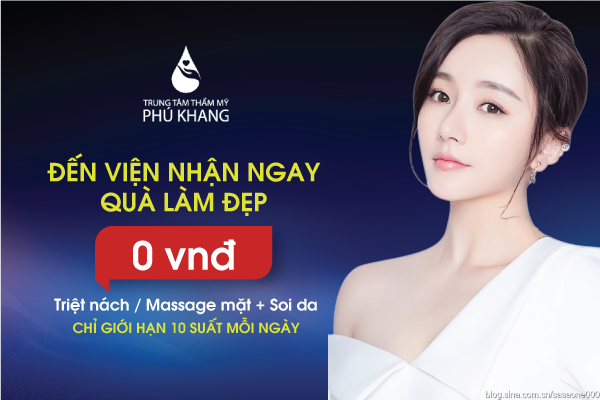 TRUNG TÂM THẨM MỸ
PHÚ KHANG
ĐẾN VIỆN NHẬN NGAY
QUÀ LÀM ĐẸP
0 vnđ
Triệt nách / Massage mặt + Soi da
CHỈ GIỚI HẠN 10 SUẤT MỖI NGÀY
blog.sina.com.cn/sasaone000